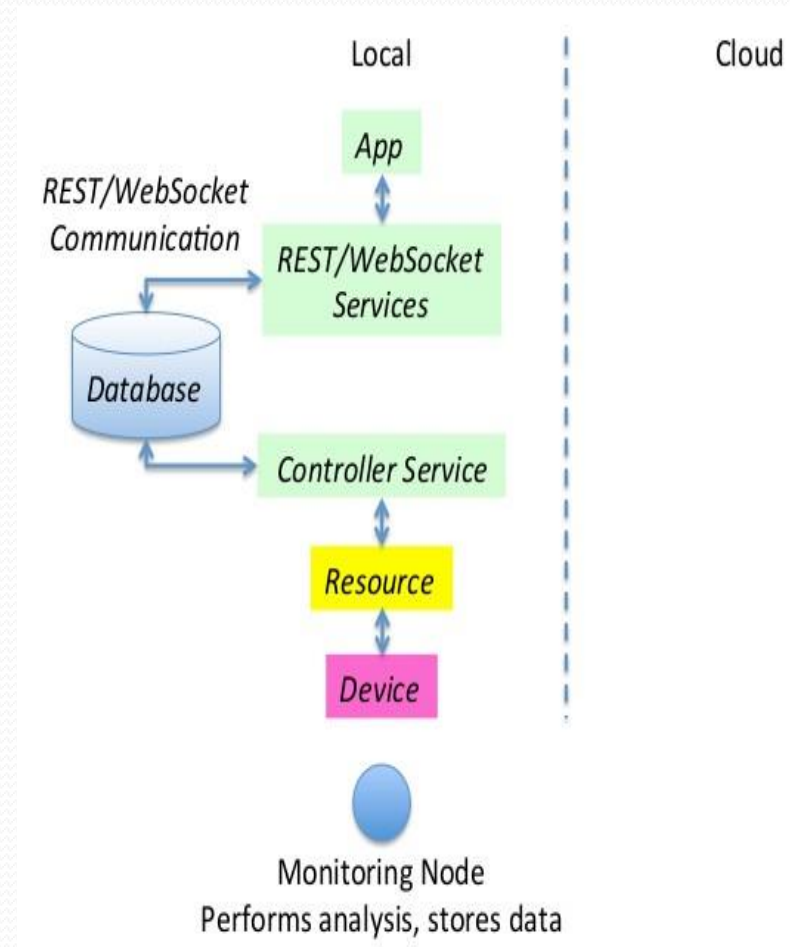 Local
Cloud
App
REST/WebSocket
Communication
REST/WebSocket
Services
Database
Controller Service
Resource
Device
Monitoring Node
Performs analysis, stores data